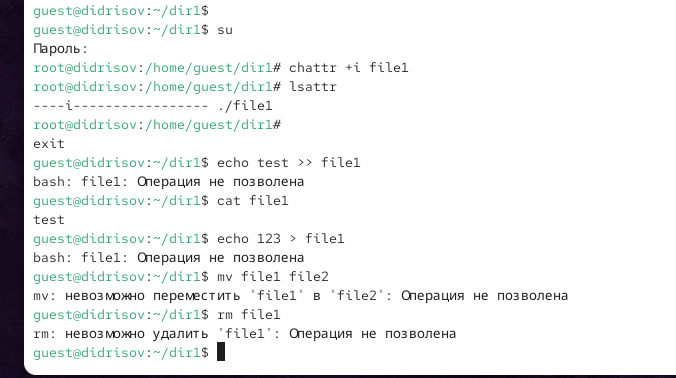 guest@didrisov:~/dir1$
guest@didrisov:~/dir1$ su
Пароль:
root@didrisov:/home/guest/dir1# chattr +i file1
root@didrisov:/home/guest/dir1# lsattr
----i----------------- ./file1
root@didrisov:/home/guest/dir1#
exit
guest@didrisov:~/dir1$ echo test >> file1
bash: file1: Операция не позволена
guest@didrisov:~/dir1$ cat file1
test
guest@didrisov:~/dir1$ echo 123 > file1
bash: file1: Операция не позволена
guest@didrisov:~/dir1$ mv file1 file2
mv: невозможно переместить 'file1' в 'file2': Операция не позволена
guest@didrisov:~/dir1$ rm file1
rm: невозможно удалить 'file1': Операция не позволена
guest@didrisov:~/dir1$